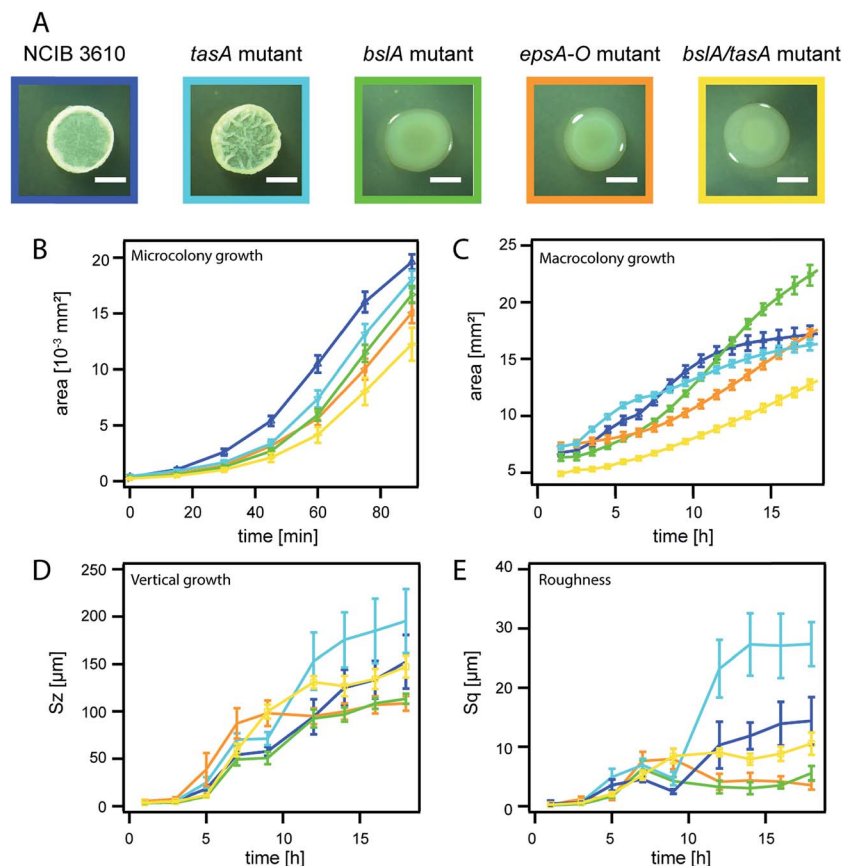 A
NCIB 3610 tasA mutant bslA mutant epsA-O mutant bslA/tasA mutant
B
Microcolony growth
area [10⁻³ mm²]
20
15
10
5
0
0 20 40 60 80
time [min]
C
Macrocolony growth
area [mm²]
25
20
15
10
5
0 5 10 15
time [h]
D
Vertical growth
Sz [µm]
250
200
150
100
50
0
0 5 10 15
time [h]
E
Roughness
Sq [µm]
40
30
20
10
0
0 5 10 15
time [h]